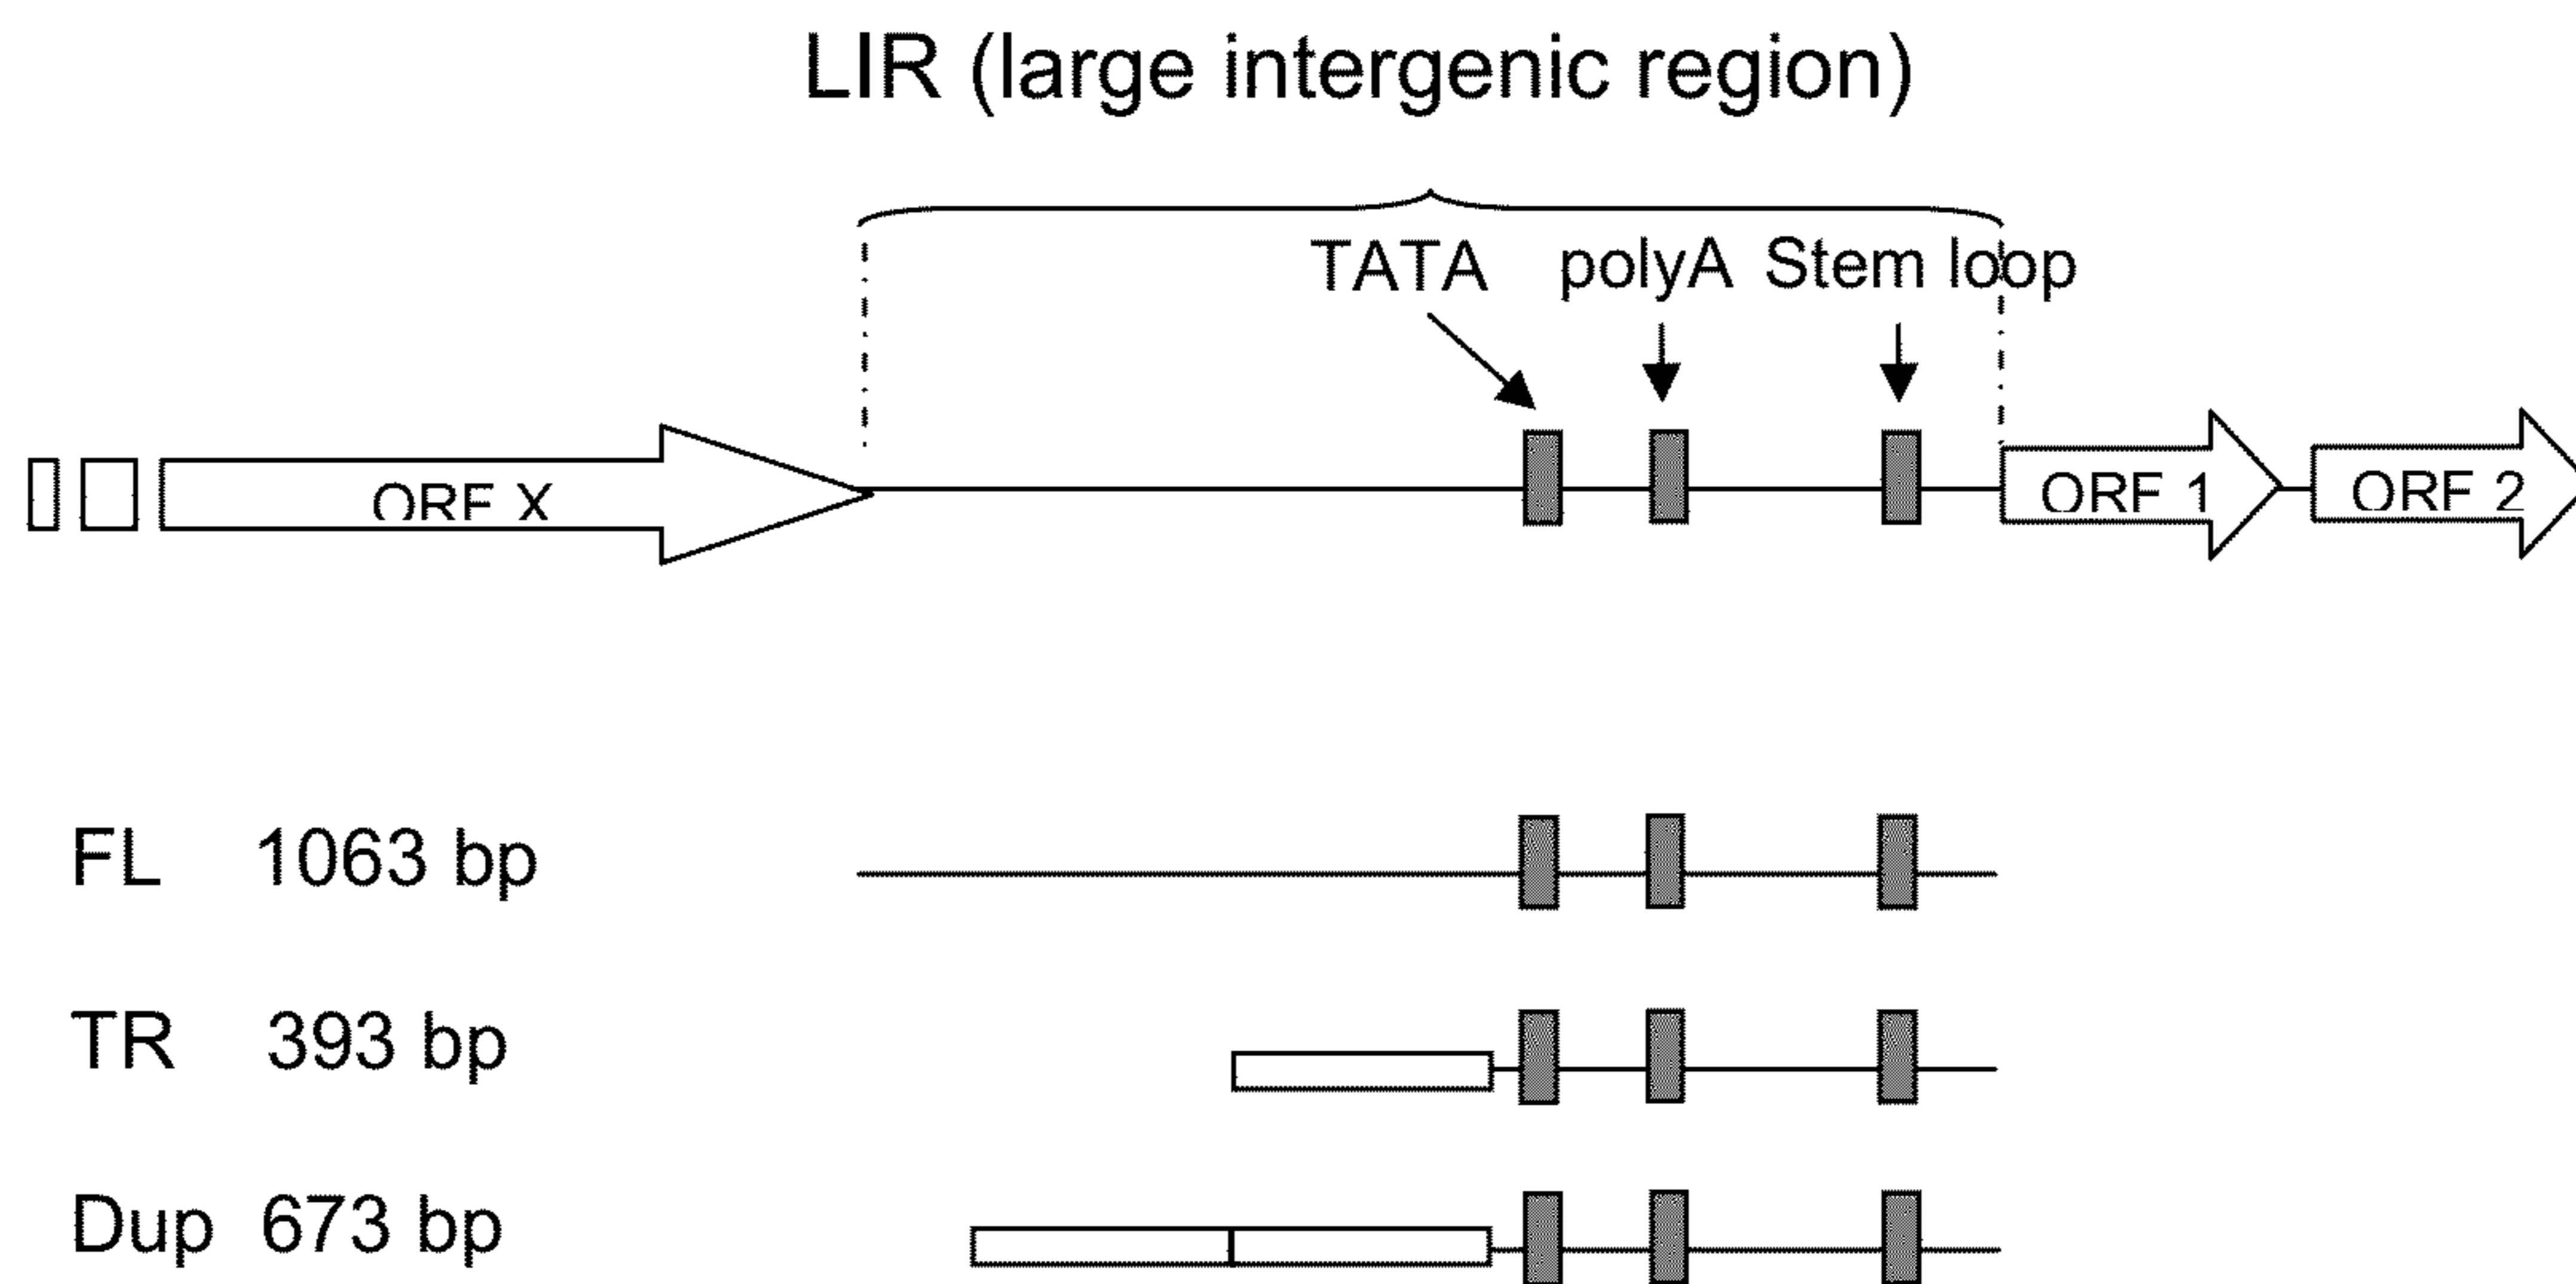 LIR (large intergenic region)
TATA polyA Stem loop
ORF X
ORF 1
ORF 2
FL 1063 bp
TR 393 bp
Dup 673 bp